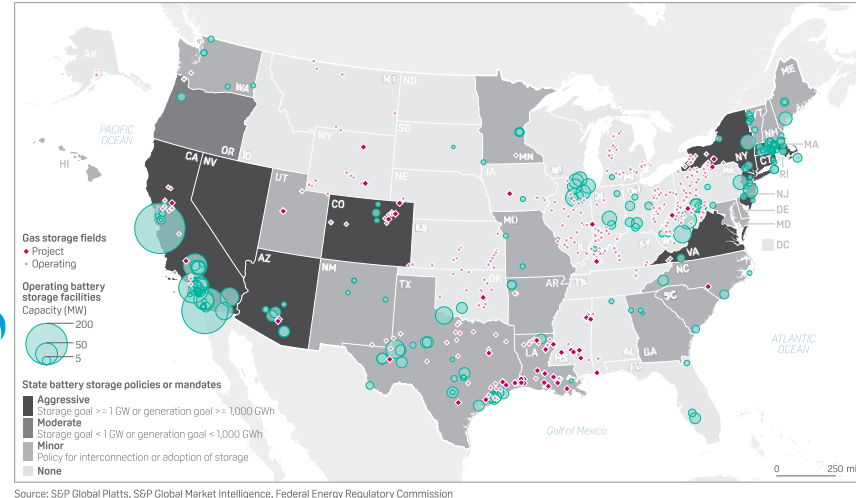 AK
HI
PACIFIC
OCEAN
WA
OR
ID
MT
ND
SD
WY
NE
CA
NV
UT
CO
KS
AZ
NM
TX
OK
MN
IA
MO
AR
TN
LA
AL
GA
FL
SC
NC
VA
KY
IL
WI
ME
VT
NH
NY
CT
MA
RI
NJ
DE
MD
DC
ATLANTIC
OCEAN
Gulf of Mexico
Gas storage fields
Project
Operating
Operating battery
storage facilities
Capacity (MW)
200
50
5
State battery storage policies or mandates
Aggressive
Storage goal >= 1 GW or generation goal >= 1,000 GWh
Moderate
Storage goal < 1 GW or generation goal < 1,000 GWh
Minor
Policy for interconnection or adoption of storage
None
0 250 mi
Source: S&P Global Platts, S&P Global Market Intelligence, Federal Energy Regulatory Commission